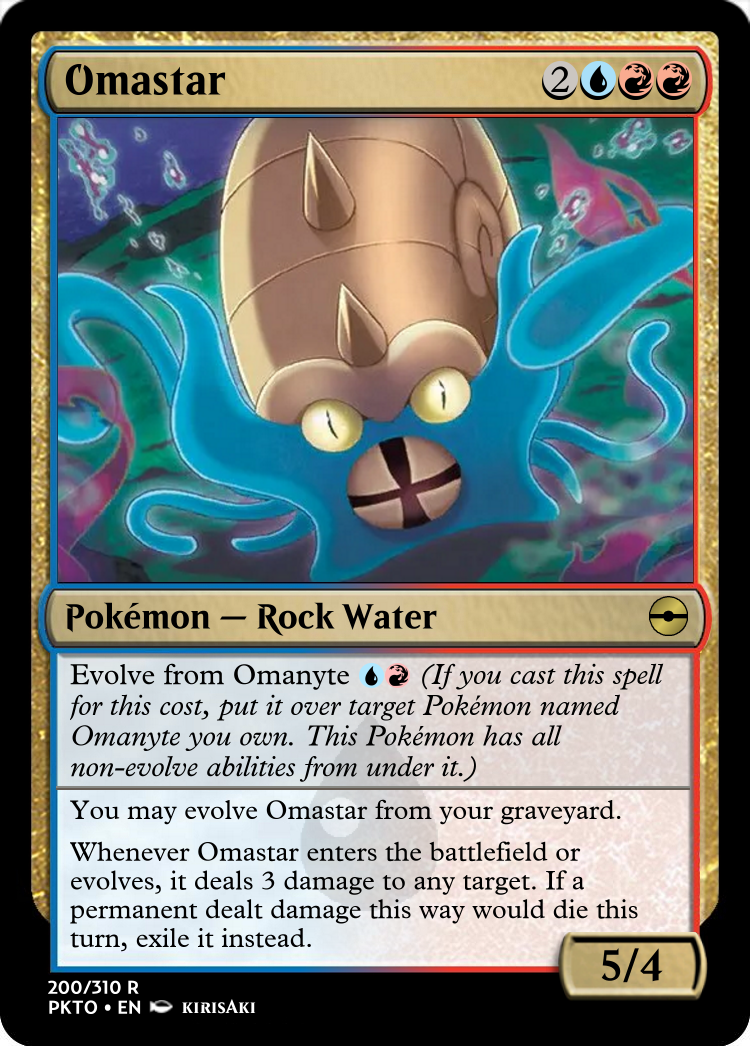 Omastar 2
Pokémon — Rock Water
Evolve from Omanyte (If you cast this spell
for this cost, put it over target Pokémon named
Omanyte you own. This Pokémon has all
non-evolve abilities from under it.)
You may evolve Omastar from your graveyard.
Whenever Omastar enters the battlefield or
evolves, it deals 3 damage to any target. If a
permanent dealt damage this way would die this
turn, exile it instead.
5/4
200/310 R
PKTO • EN KIRISAKI